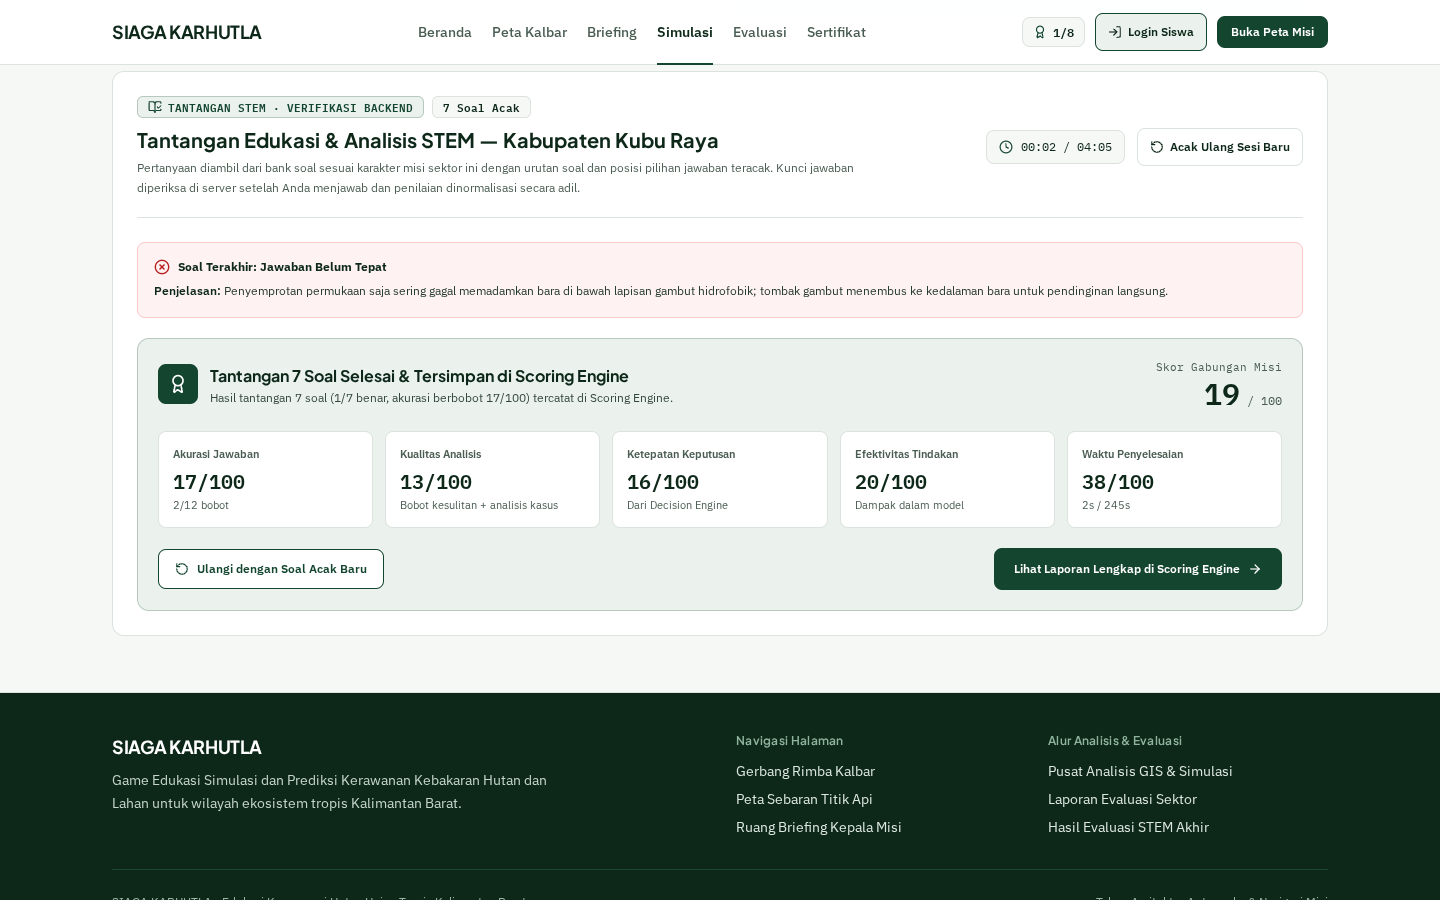 SIAGA KARHUTLA
Beranda
Peta Kalbar
Briefing
Simulasi
Evaluasi
Sertifikat
1/8
Login Siswa
Buka Peta Misi
TANTANGAN STEM · VERIFIKASI BACKEND
7 Soal Acak
Tantangan Edukasi & Analisis STEM — Kabupaten Kubu Raya
Pertanyaan diambil dari bank soal sesuai karakter misi sektor ini dengan urutan soal dan posisi pilihan jawaban teracak. Kunci jawaban
diperiksa di server setelah Anda menjawab dan penilaian dinormalisasi secara adil.
00:02 / 04:05
Acak Ulang Sesi Baru
Soal Terakhir: Jawaban Belum Tepat
Penjelasan: Penyemprotan permukaan saja sering gagal memadamkan bara di bawah lapisan gambut hidrofobik; tombak gambut menembus ke kedalaman bara untuk pendinginan langsung.
Tantangan 7 Soal Selesai & Tersimpan di Scoring Engine
Hasil tantangan 7 soal (1/7 benar, akurasi berbobot 17/100) tercatat di Scoring Engine.
Skor Gabungan Misi
19 / 100
Akurasi Jawaban
17/100
2/12 bobot
Kualitas Analisis
13/100
Bobot kesulitan + analisis kasus
Ketepatan Keputusan
16/100
Dari Decision Engine
Efektivitas Tindakan
20/100
Dampak dalam model
Waktu Penyelesaian
38/100
2s / 245s
Ulangi dengan Soal Acak Baru
Lihat Laporan Lengkap di Scoring Engine
SIAGA KARHUTLA
Game Edukasi Simulasi dan Prediksi Kerawanan Kebakaran Hutan dan
Lahan untuk wilayah ekosistem tropis Kalimantan Barat.
Navigasi Halaman
Gerbang Rimba Kalbar
Peta Sebaran Titik Api
Ruang Briefing Kepala Misi
Alur Analisis & Evaluasi
Pusat Analisis GIS & Simulasi
Laporan Evaluasi Sektor
Hasil Evaluasi STEM Akhir